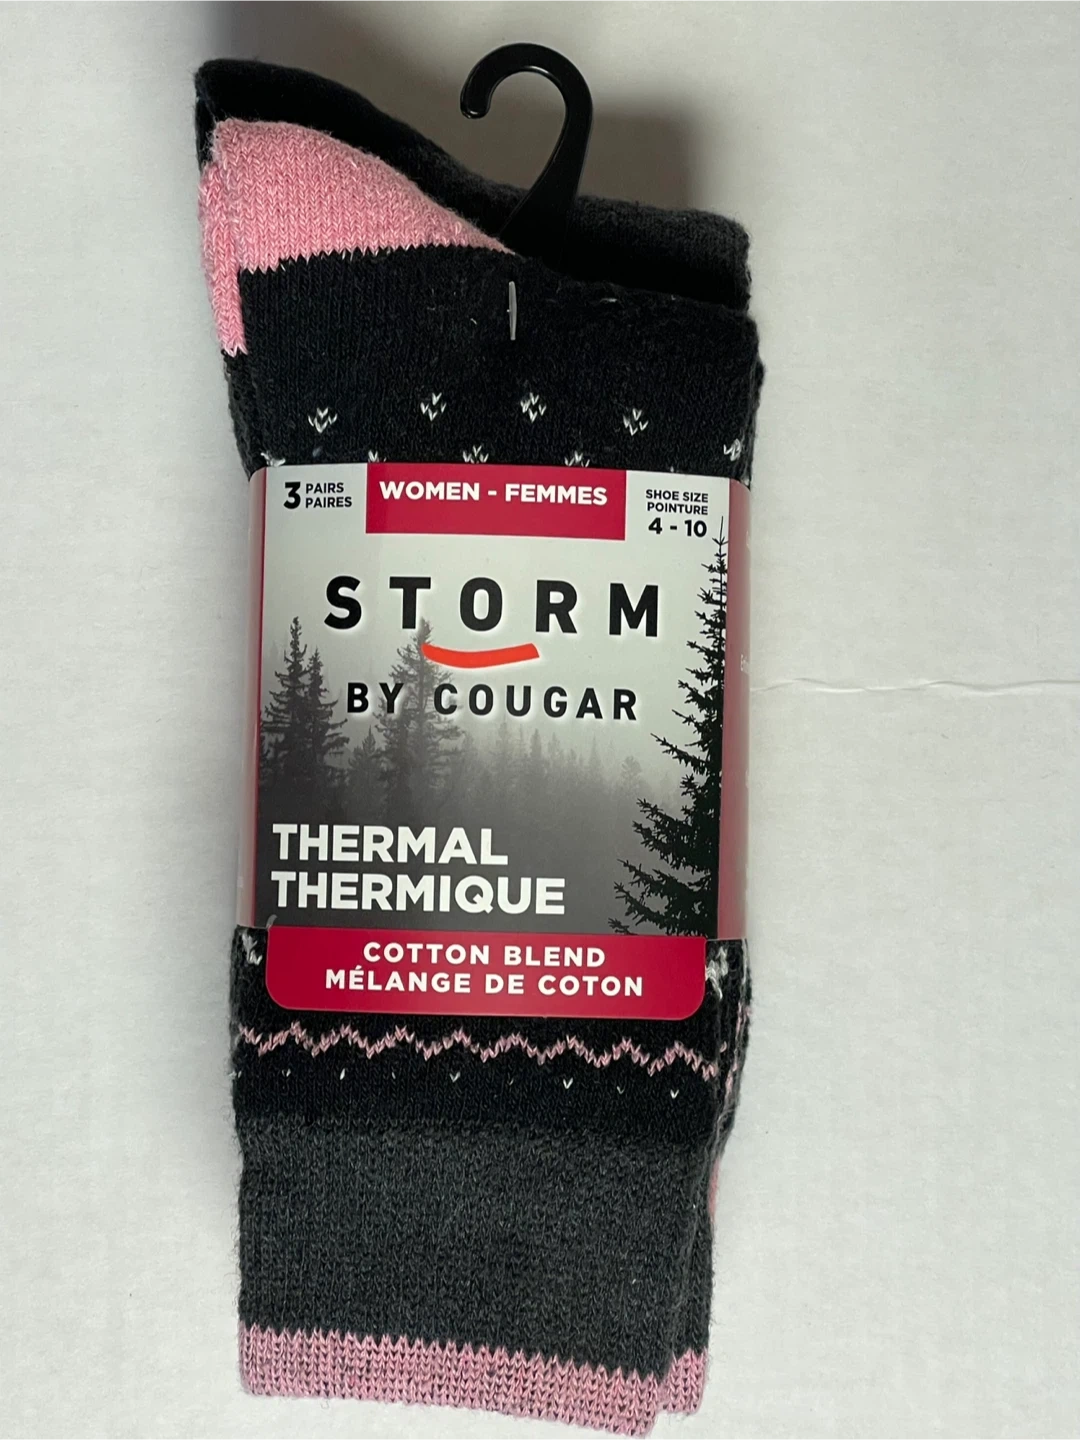 3 PAIRS
PAIRES
WOMEN - FEMMES
SHOE SIZE
POINTURE
4 - 10
STORM
BY COUGAR
THERMAL
THERMIQUE
COTTON BLEND
MÉLANGE DE COTON